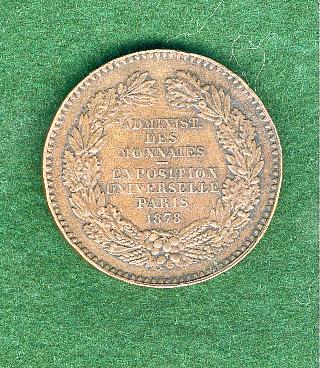 ADMINIST.
DES
MONNAIES
EXPOSITION
UNIVERSELLE
PARIS
1878